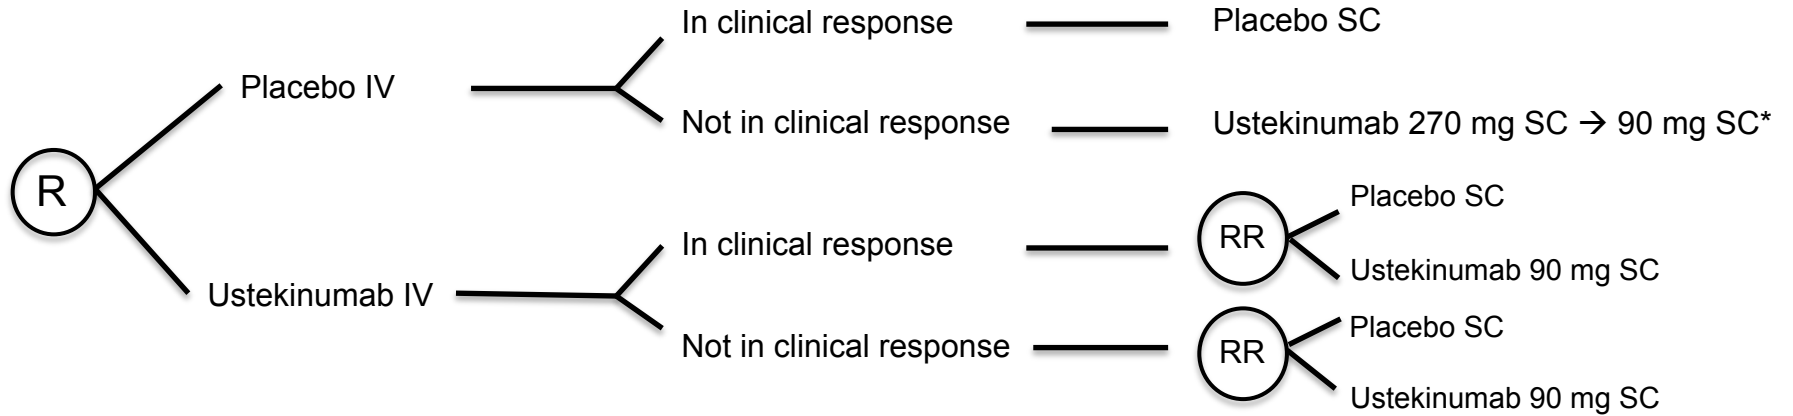 In clinical response
Placebo SC
Placebo IV
Not in clinical response
Ustekinumab 270 mg SC → 90 mg SC*
R
Ustekinumab IV
In clinical response
RR
Placebo SC
Ustekinumab 90 mg SC
Not in clinical response
RR
Placebo SC
Ustekinumab 90 mg SC